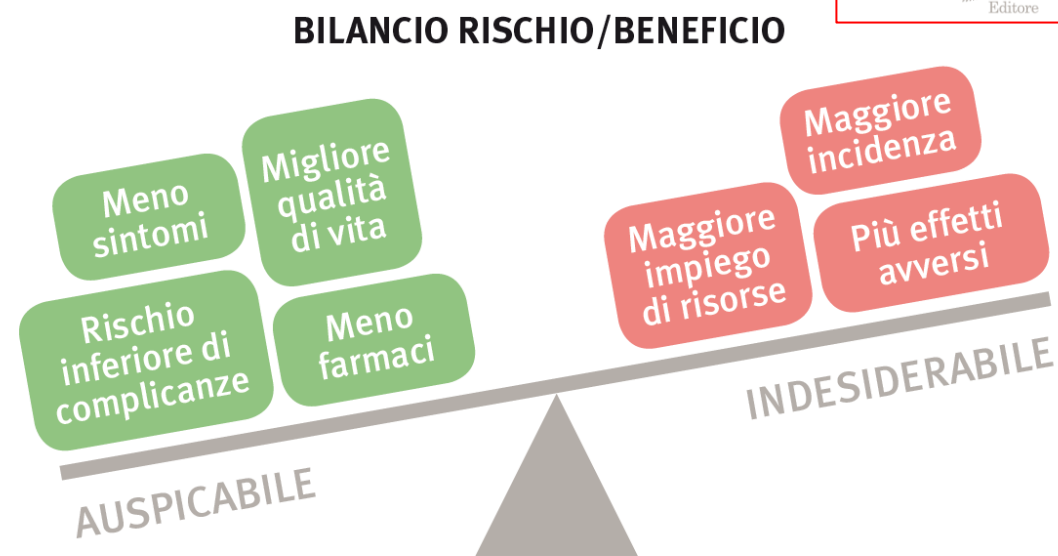 Editore
BILANCIO RISCHIO/BENEFICIO
Meno
sintomi
Migliore
qualità
di vita
Rischio
inferiore di
complicanze
Meno
farmaci
Maggiore
incidenza
Maggiore
impiego
di risorse
Più effetti
avversi
AUSPICABILE
INDESIDERABILE